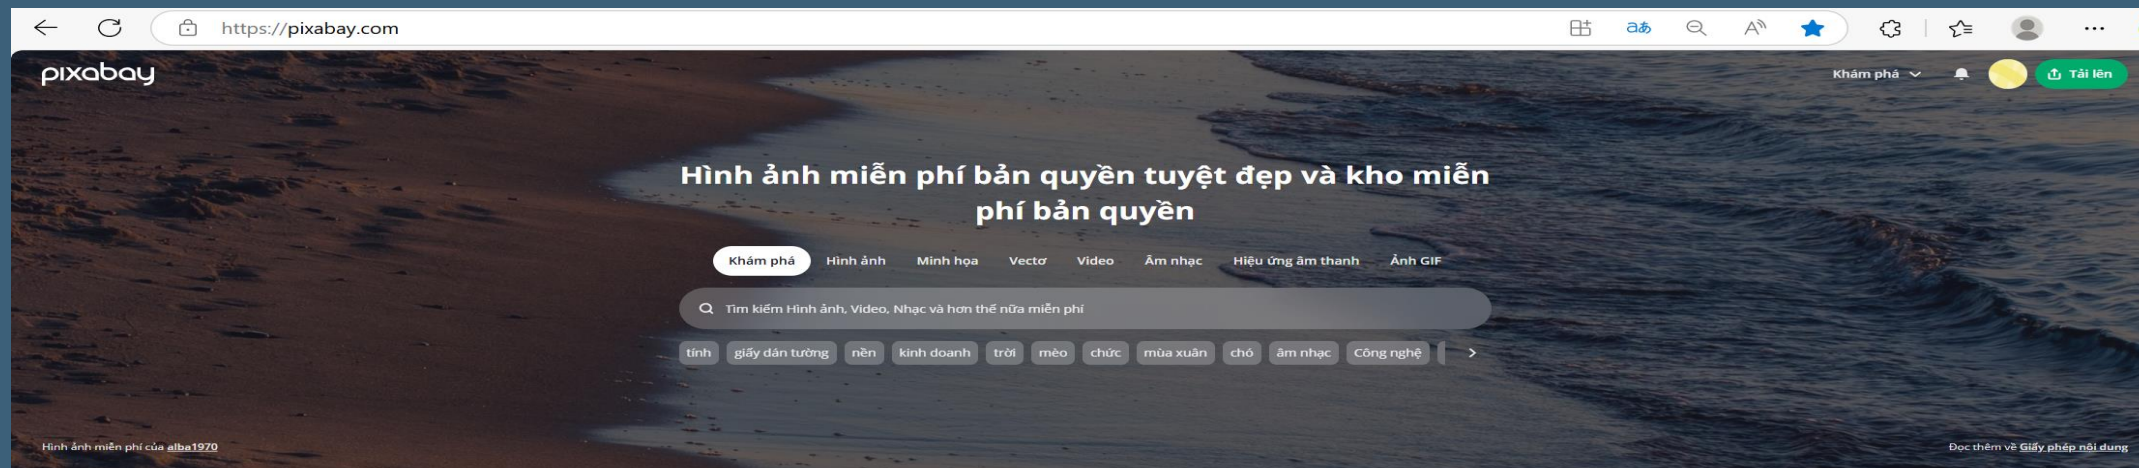 https://pixabay.com
pixabay
Khám phá
Tải lên
Hình ảnh miễn phí bản quyền tuyệt đẹp và kho miễn
phí bản quyền
Khám phá Hình ảnh Minh họa Vectơ Video Âm nhạc Hiệu ứng âm thanh Ảnh GIF
Tìm kiếm Hình ảnh, Video, Nhạc và hơn thế nữa miễn phí
tính giấy dán tường nền kinh doanh trời mèo chức mùa xuân chó âm nhạc Công nghệ
Hình ảnh miễn phí của alba1970
Đọc thêm về Giấy phép nội dung